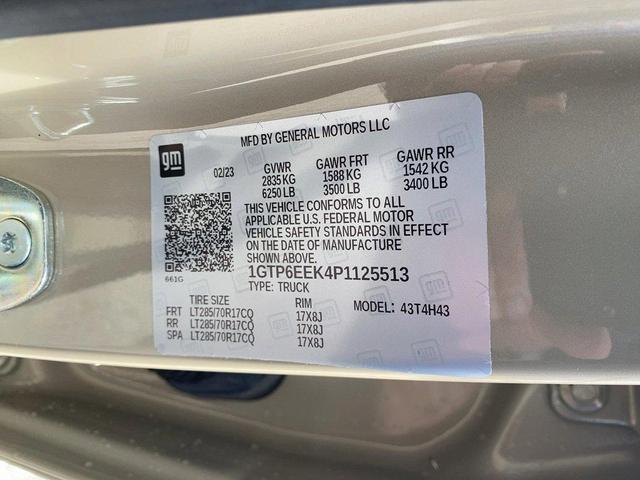 MFD BY GENERAL MOTORS LLC
gm
02/23
GVWR GAWR FRT GAWR RR
2835 KG 1588 KG 1542 KG
6250 LB 3500 LB 3400 LB
THIS VEHICLE CONFORMS TO ALL
APPLICABLE U.S. FEDERAL MOTOR
VEHICLE SAFETY STANDARDS IN EFFECT
ON THE DATE OF MANUFACTURE
SHOWN ABOVE.
661G
1GTP6EEK4P1125513
TYPE: TRUCK
TIRE SIZE RIM MODEL: 43T4H43
FRT LT285/70R17CQ 17X8J
RR LT285/70R17CQ 17X8J
SPA LT285/70R17CQ 17X8J